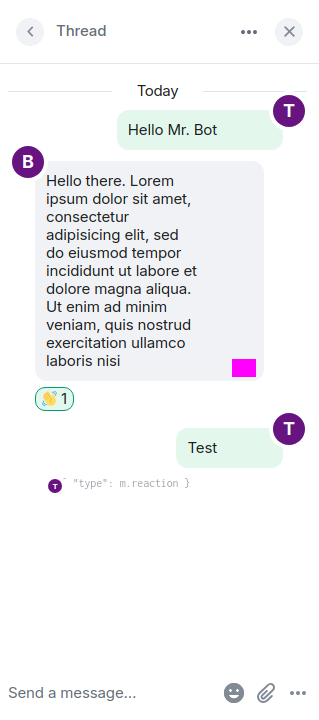 Thread
Today
T
Hello Mr. Bot
B
Hello there. Lorem
ipsum dolor sit amet,
consectetur
adipisicing elit, sed
do eiusmod tempor
incididunt ut labore et
dolore magna aliqua.
Ut enim ad minim
veniam, quis nostrud
exercitation ullamco
laboris nisi
👋 1
T
Test
T
"type": m.reaction }
Send a message…